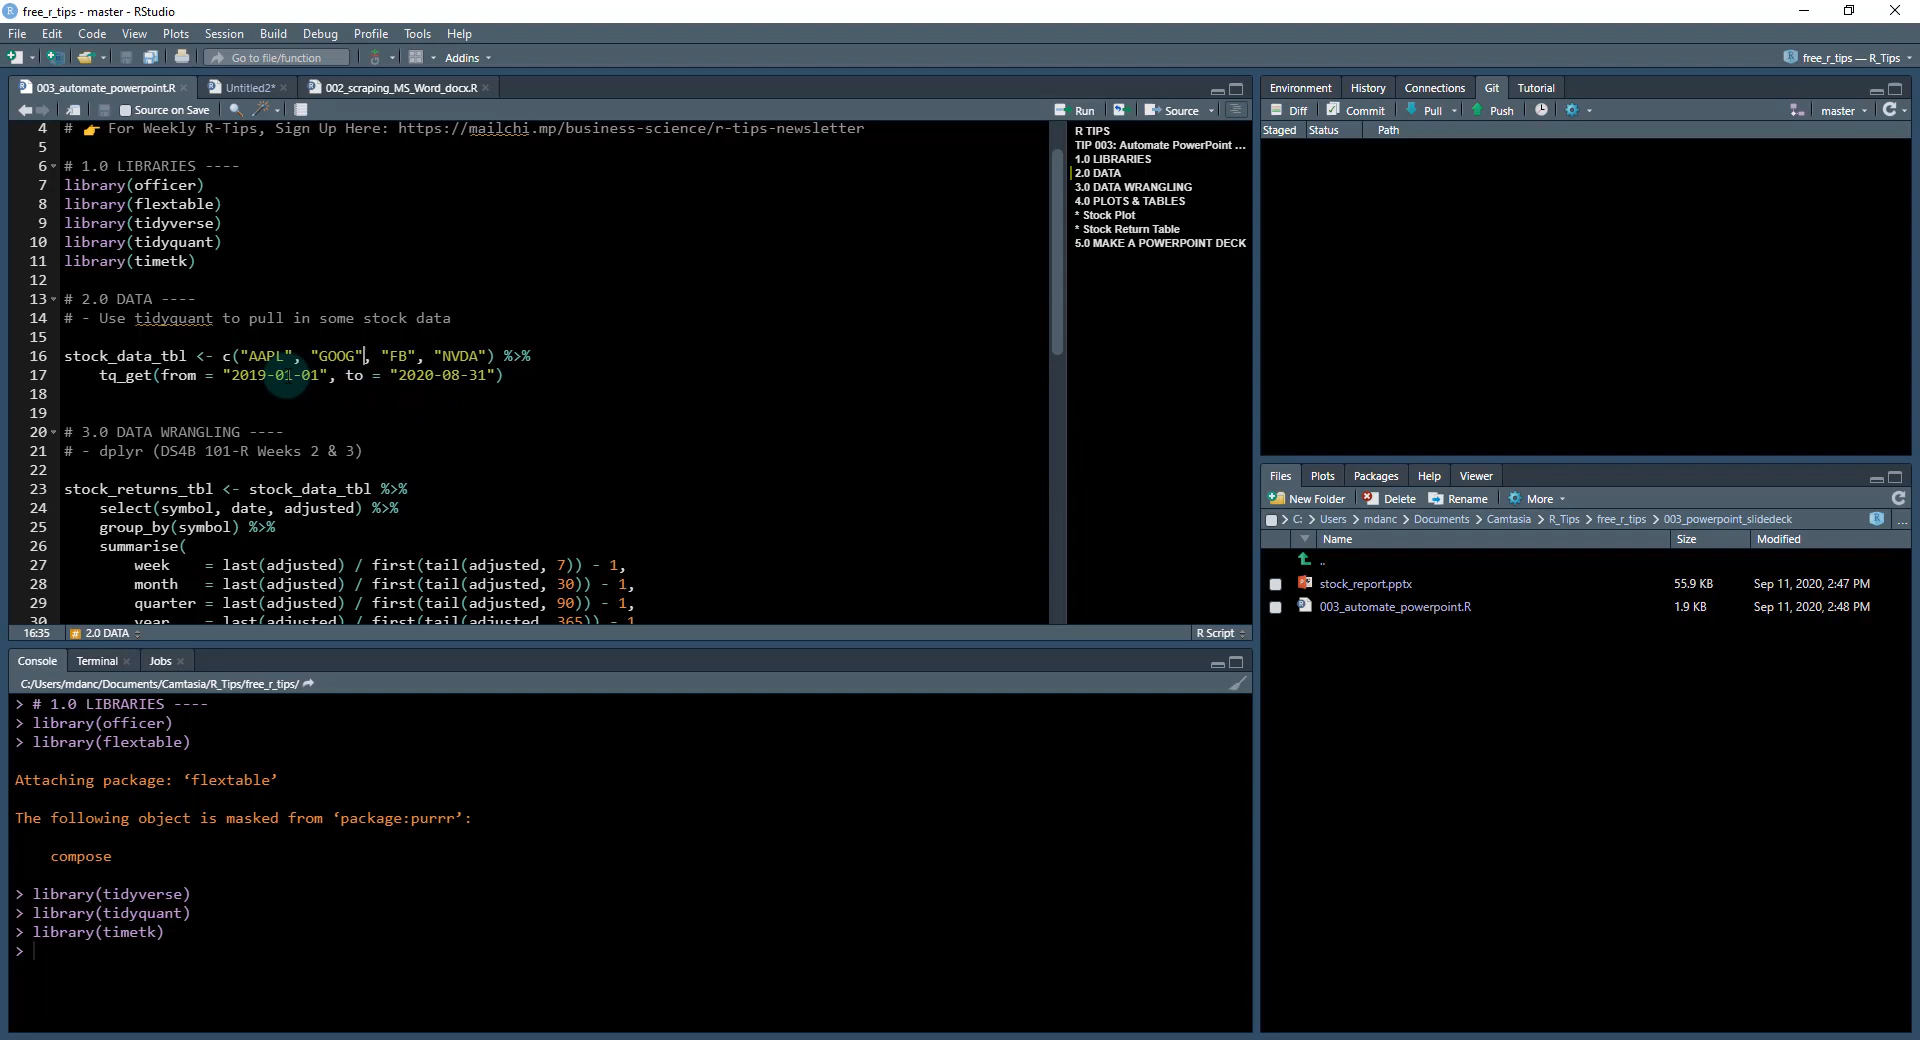 free_r_tips - master - RStudio
File Edit Code View Plots Session Build Debug Profile Tools Help
Go to file/function Addins free_r_tips — R_Tips
003_automate_powerpoint.R Untitled2* 002_scraping_MS_Word_docx.R
Source on Save Run Source
4 # 👉 For Weekly R-Tips, Sign Up Here: https://mailchi.mp/business-science/r-tips-newsletter
5
6 # 1.0 LIBRARIES ----
7 library(officer)
8 library(flextable)
9 library(tidyverse)
10 library(tidyquant)
11 library(timetk)
12
13 # 2.0 DATA ----
14 # - Use tidyquant to pull in some stock data
15
16 stock_data_tbl <- c("AAPL", "GOOG", "FB", "NVDA") %>%
17 tq_get(from = "2019-01-01", to = "2020-08-31")
18
19
20 # 3.0 DATA WRANGLING ----
21 # - dplyr (DS4B 101-R Weeks 2 & 3)
22
23 stock_returns_tbl <- stock_data_tbl %>%
24 select(symbol, date, adjusted) %>%
25 group_by(symbol) %>%
26 summarise(
27 week = last(adjusted) / first(tail(adjusted, 7)) - 1,
28 month = last(adjusted) / first(tail(adjusted, 30)) - 1,
29 quarter = last(adjusted) / first(tail(adjusted, 90)) - 1,
30 year = last(adjusted) / first(tail(adjusted, 365)) - 1
16:35 2.0 DATA R Script
R TIPS
TIP 003: Automate PowerPoint ...
1.0 LIBRARIES
2.0 DATA
3.0 DATA WRANGLING
4.0 PLOTS & TABLES
* Stock Plot
* Stock Return Table
5.0 MAKE A POWERPOINT DECK
Console Terminal Jobs
C:/Users/mdanc/Documents/Camtasia/R_Tips/free_r_tips/
> # 1.0 LIBRARIES ----
> library(officer)
> library(flextable)
Attaching package: ‘flextable’
The following object is masked from ‘package:purrr’:
compose
> library(tidyverse)
> library(tidyquant)
> library(timetk)
>
Environment History Connections Git Tutorial
Diff Commit Pull Push master
Staged Status Path
Files Plots Packages Help Viewer
New Folder Delete Rename More
C: > Users > mdanc > Documents > Camtasia > R_Tips > free_r_tips > 003_powerpoint_slidedeck ...
Name Size Modified
..
stock_report.pptx 55.9 KB Sep 11, 2020, 2:47 PM
003_automate_powerpoint.R 1.9 KB Sep 11, 2020, 2:48 PM